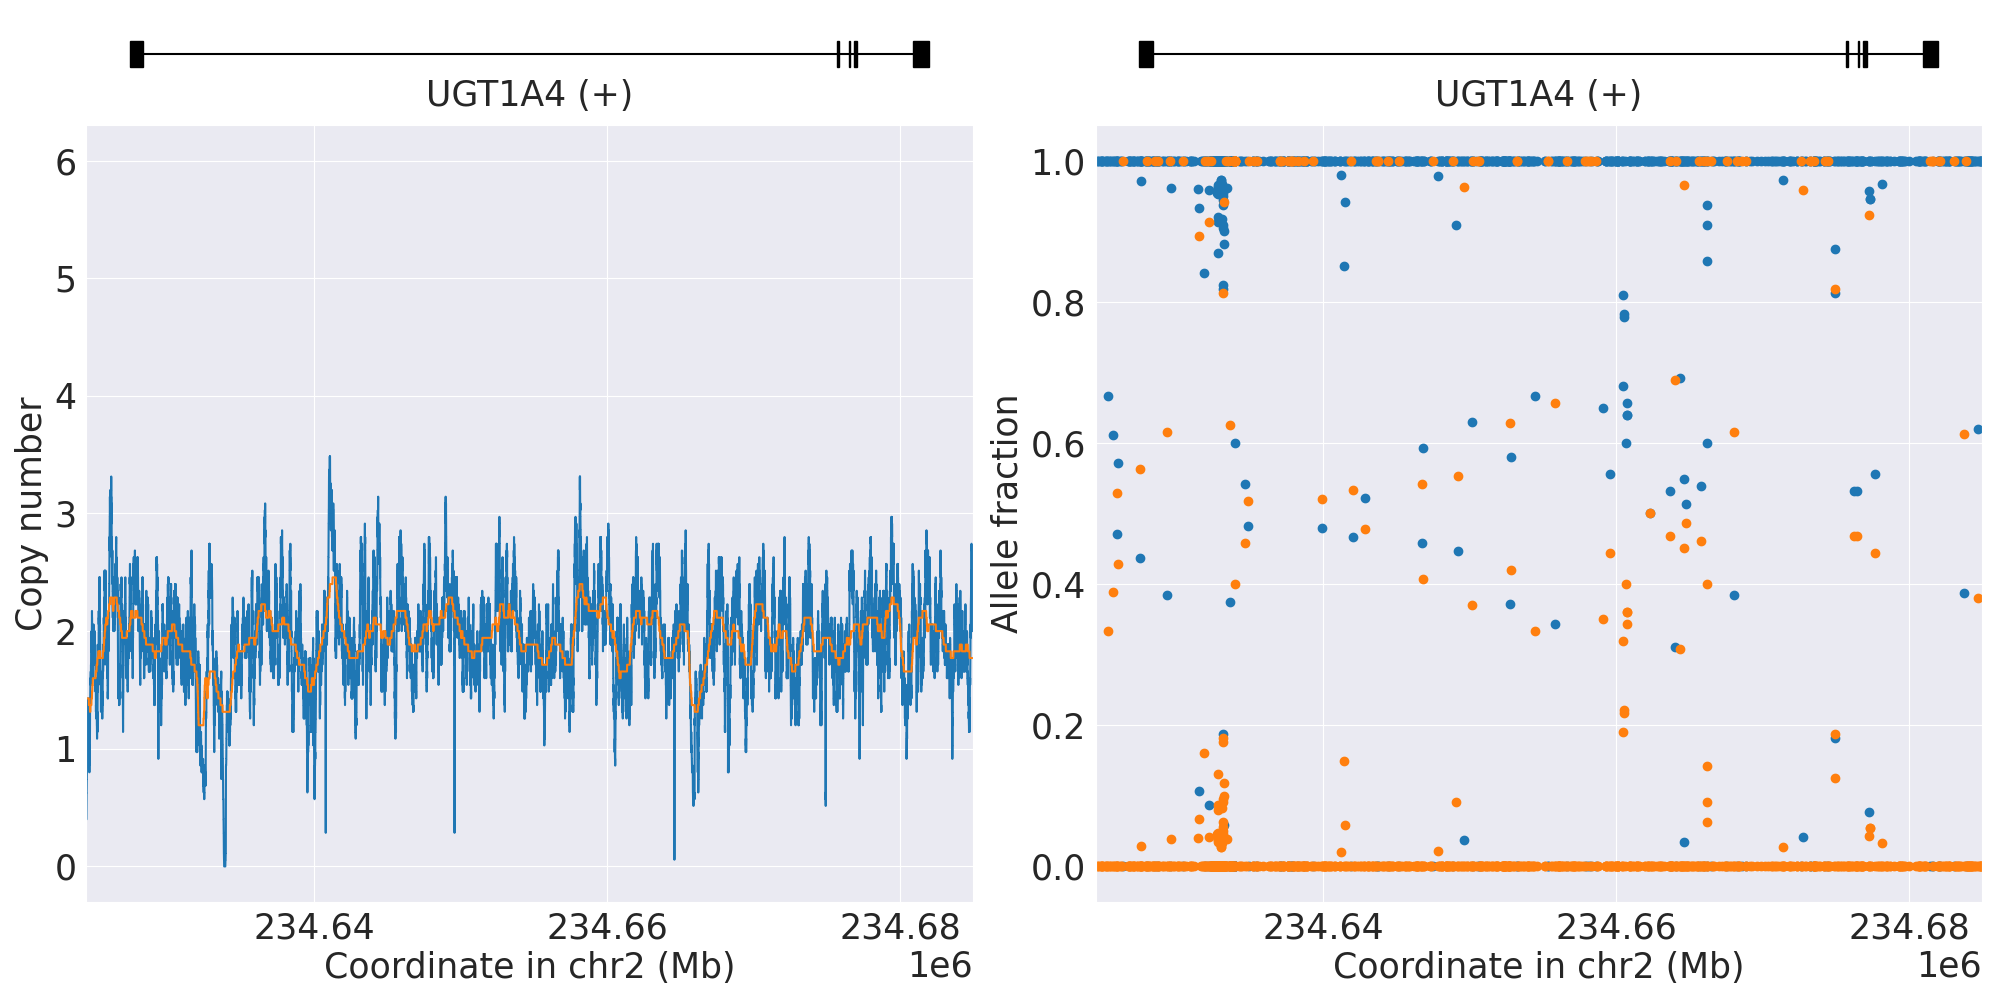 UGT1A4 (+)
UGT1A4 (+)
Copy number
6
5
4
3
2
1
0
234.64
234.66
234.68
Coordinate in chr2 (Mb)
1e6
Allele fraction
1.0
0.8
0.6
0.4
0.2
0.0
234.64
234.66
234.68
Coordinate in chr2 (Mb)
1e6